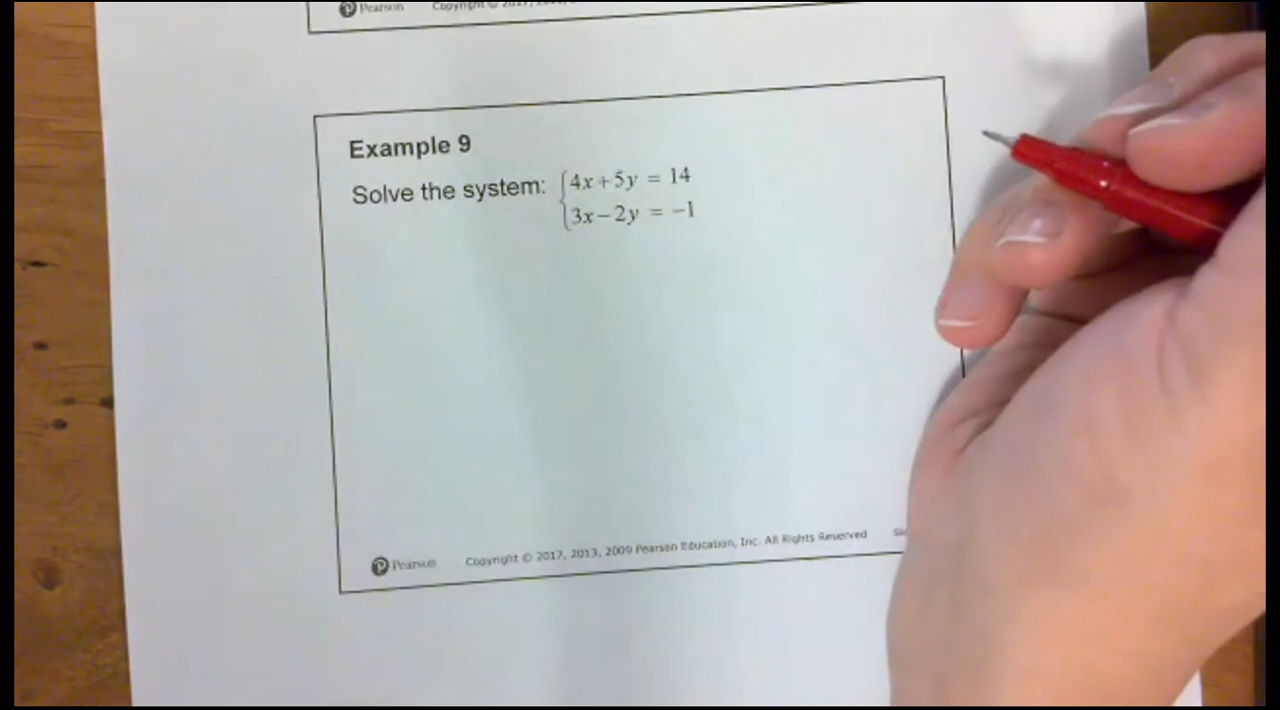 Pearson Copyright ©
Example 9
Solve the system: 4x+5y = 14
3x−2y = −1
Pearson Copyright © 2017, 2013, 2009 Pearson Education, Inc. All Rights Reserved